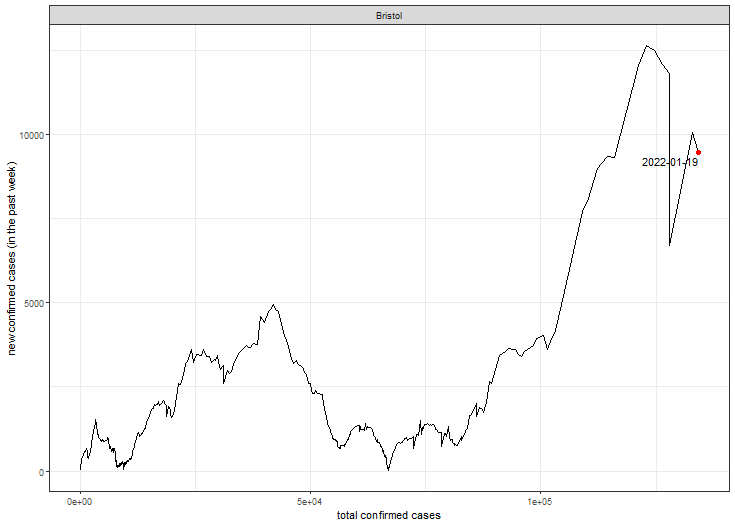 Bristol
new confirmed cases (in the past week)
10000
5000
0
2022-01-19
0e+00 5e+04 1e+05
total confirmed cases